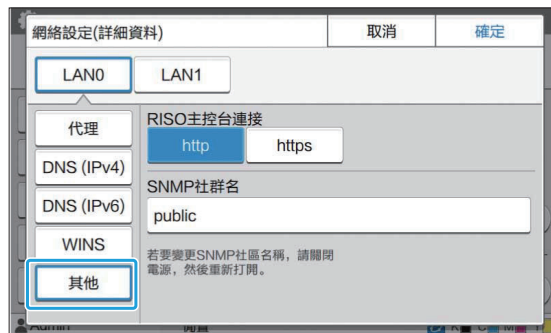 網絡設定(詳細資料)
取消
確定
LAN0
LAN1
代理
DNS (IPv4)
DNS (IPv6)
WINS
其他
RISO主控台連接
http
https
SNMP社群名
public
若要變更SNMP社區名稱，請關閉
電源，然後重新打開。
Admin
K C M Y